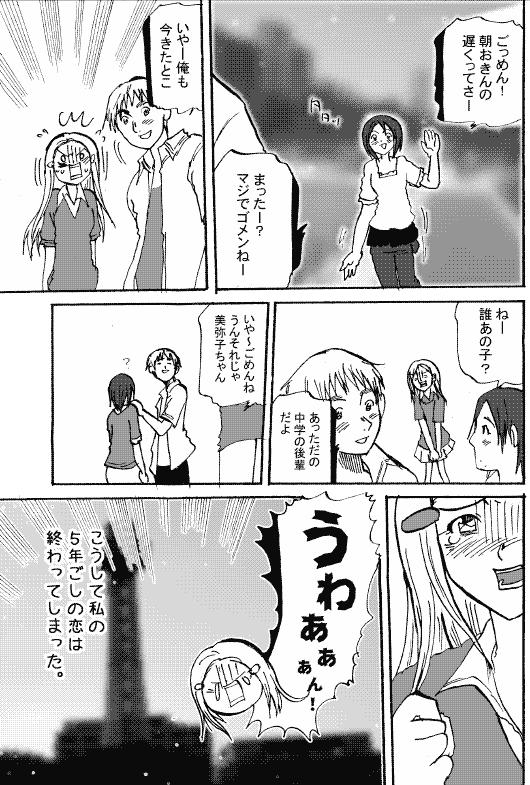 ごっめん！
朝おきんの
遅くってさー
タタッ
まったー？
マジでゴメンねー
いやー俺も
今きたとこ
ねー
誰あの子？
あっただの
中学の後輩
だよ
いや～ごめんね
うんそれじゃ
美弥子ちゃん
?
うわぁぁぁん！
こうして私の
５年ごしの恋は
終わってしまった。